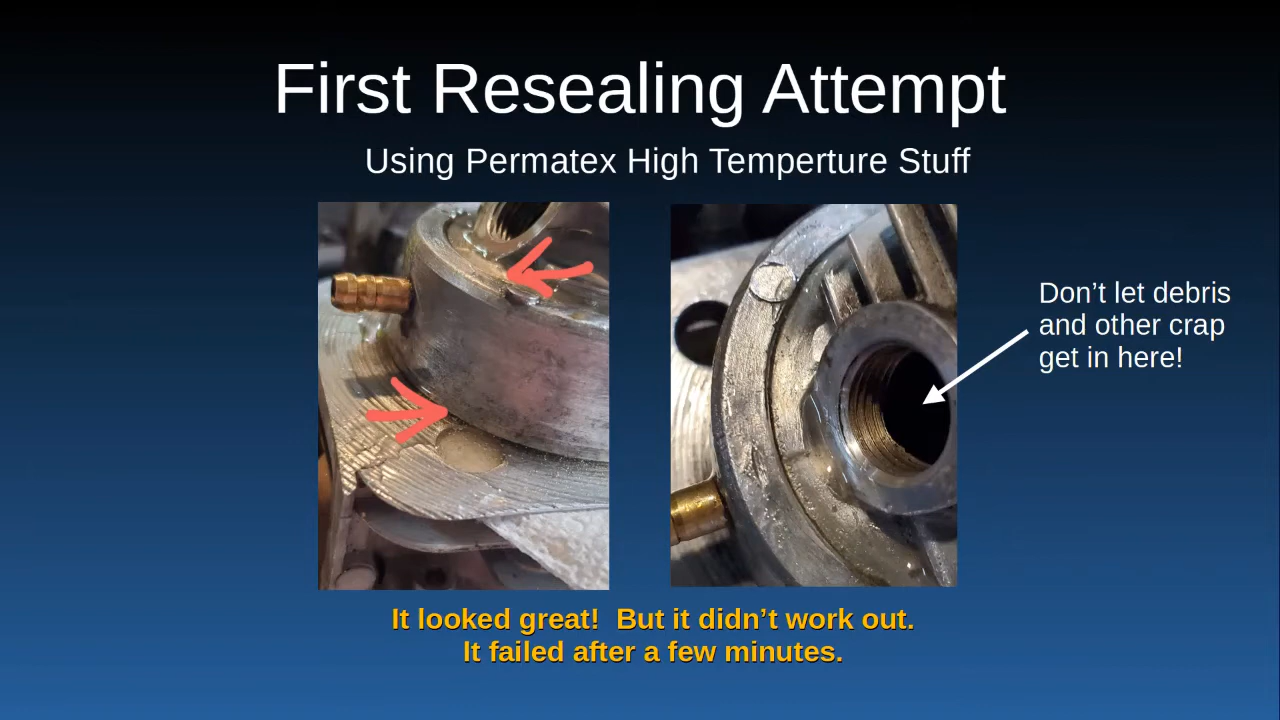 First Resealing Attempt
Using Permatex High Temperture Stuff
Don’t let debris
and other crap
get in here!
It looked great!  But it didn’t work out.
It failed after a few minutes.